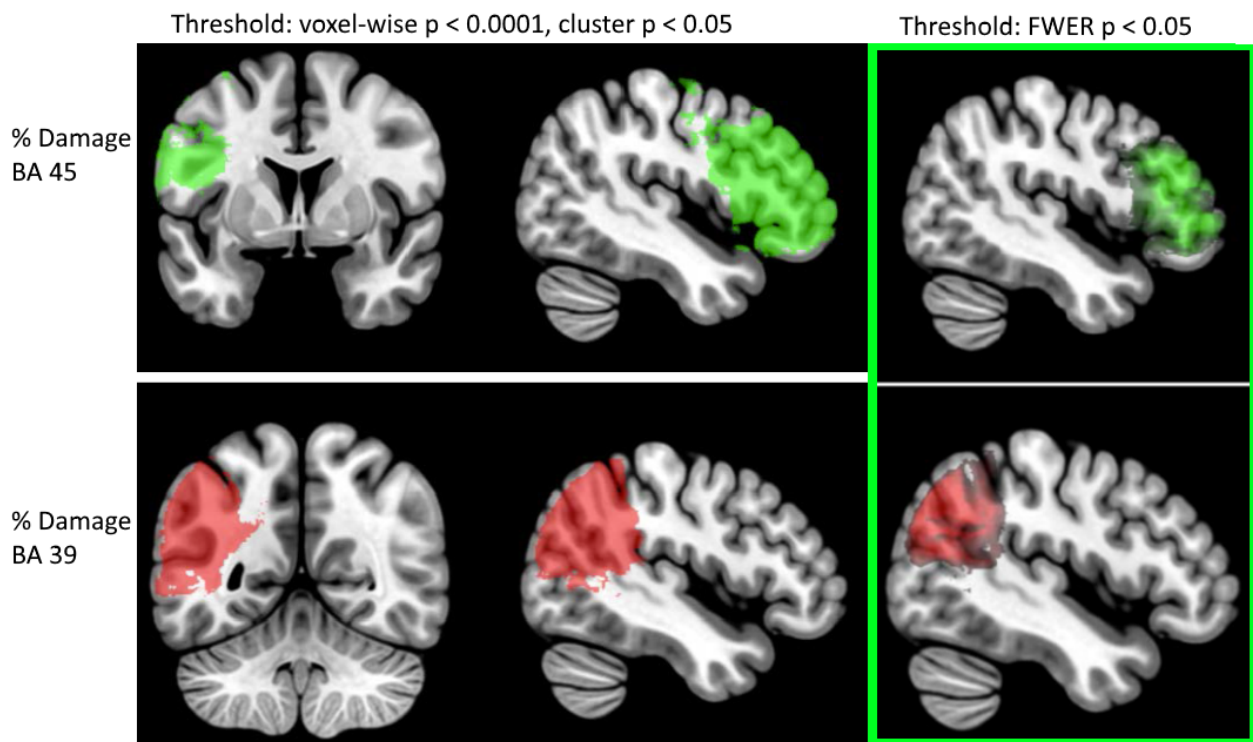 Threshold: voxel-wise p < 0.0001, cluster p < 0.05
Threshold: FWER p < 0.05
% Damage
BA 45
% Damage
BA 39